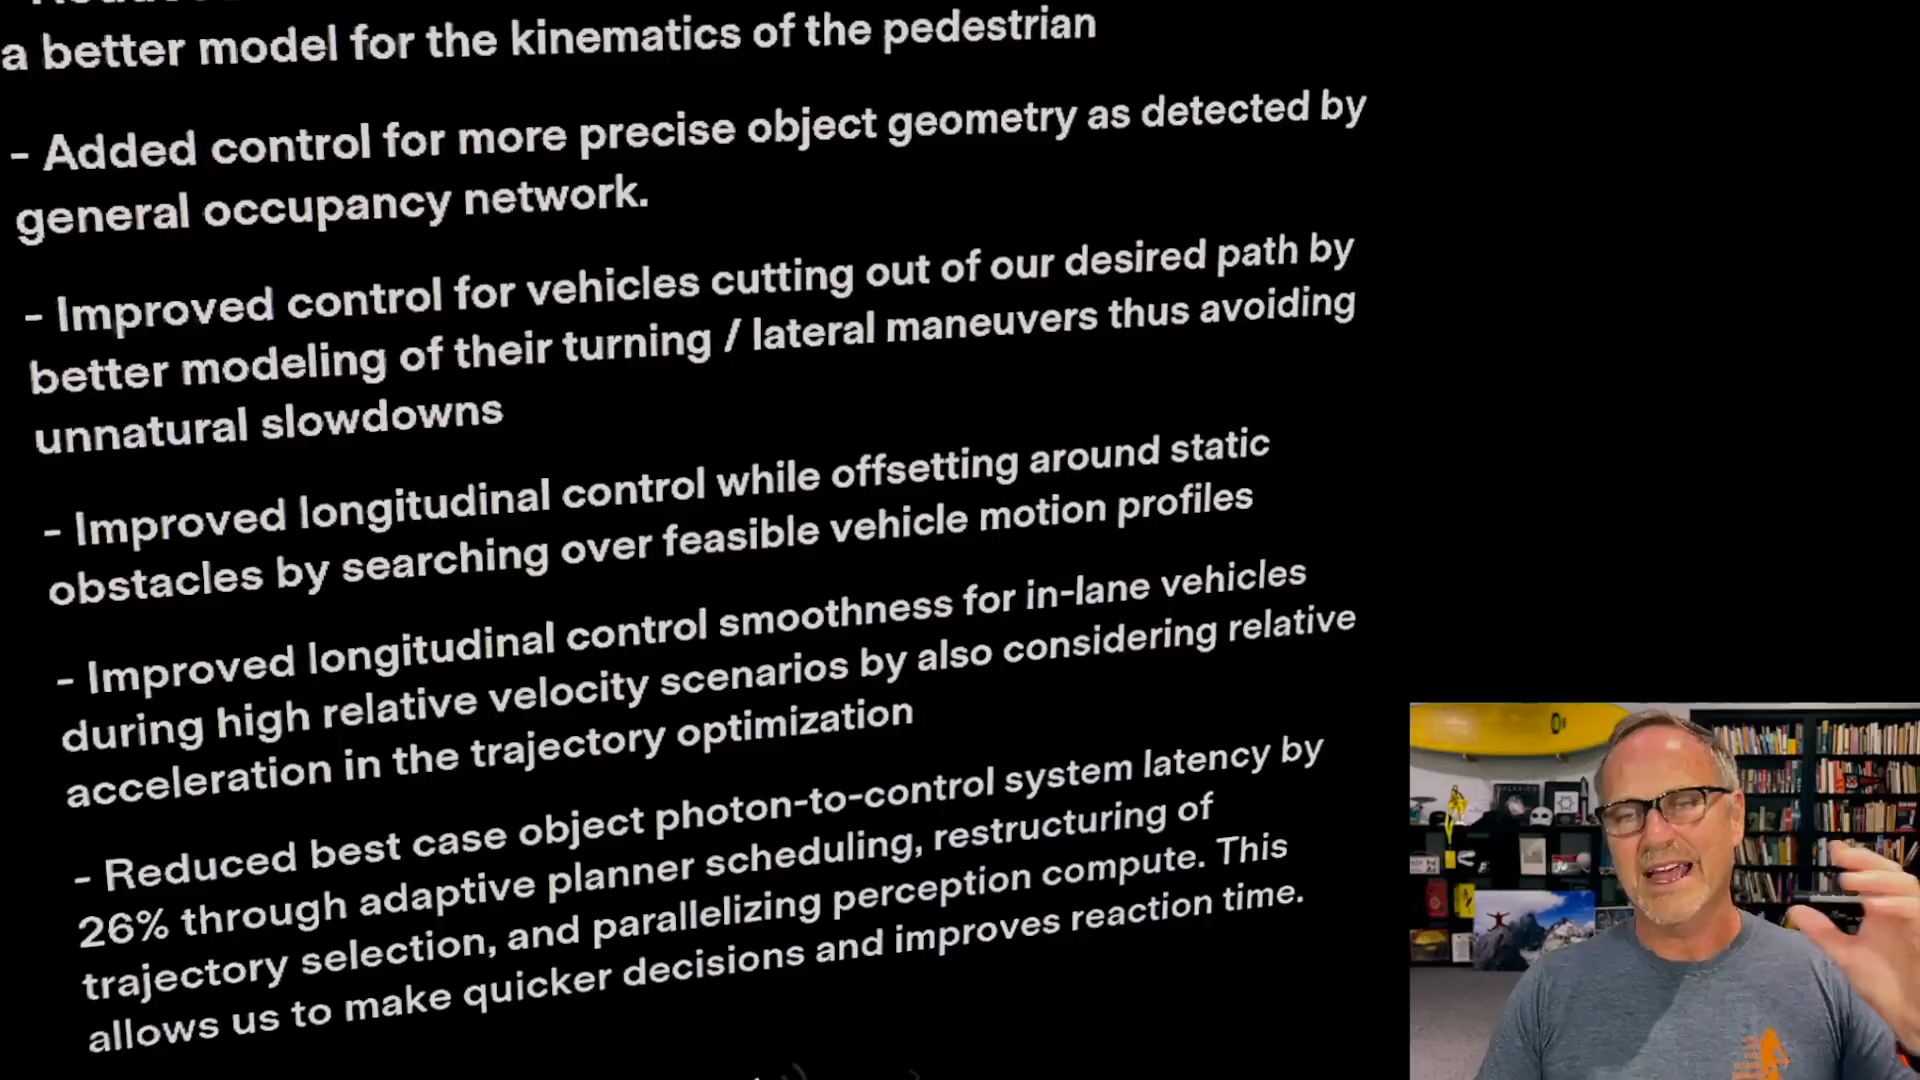 a better model for the kinematics of the pedestrian
- Added control for more precise object geometry as detected by
general occupancy network.
- Improved control for vehicles cutting out of our desired path by
better modeling of their turning / lateral maneuvers thus avoiding
unnatural slowdowns
- Improved longitudinal control while offsetting around static
obstacles by searching over feasible vehicle motion profiles
- Improved longitudinal control smoothness for in-lane vehicles
during high relative velocity scenarios by also considering relative
acceleration in the trajectory optimization
- Reduced best case object photon-to-control system latency by
26% through adaptive planner scheduling, restructuring of
trajectory selection, and parallelizing perception compute. This
allows us to make quicker decisions and improves reaction time.